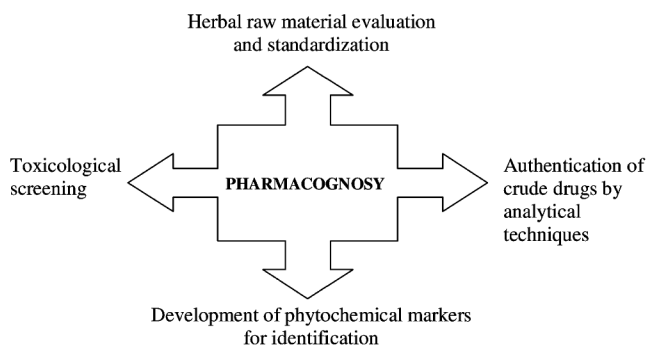 Herbal raw material evaluation
and standardization
Toxicological
screening
PHARMACOGNOSY
Authentication of
crude drugs by
analytical
techniques
Development of phytochemical markers
for identification